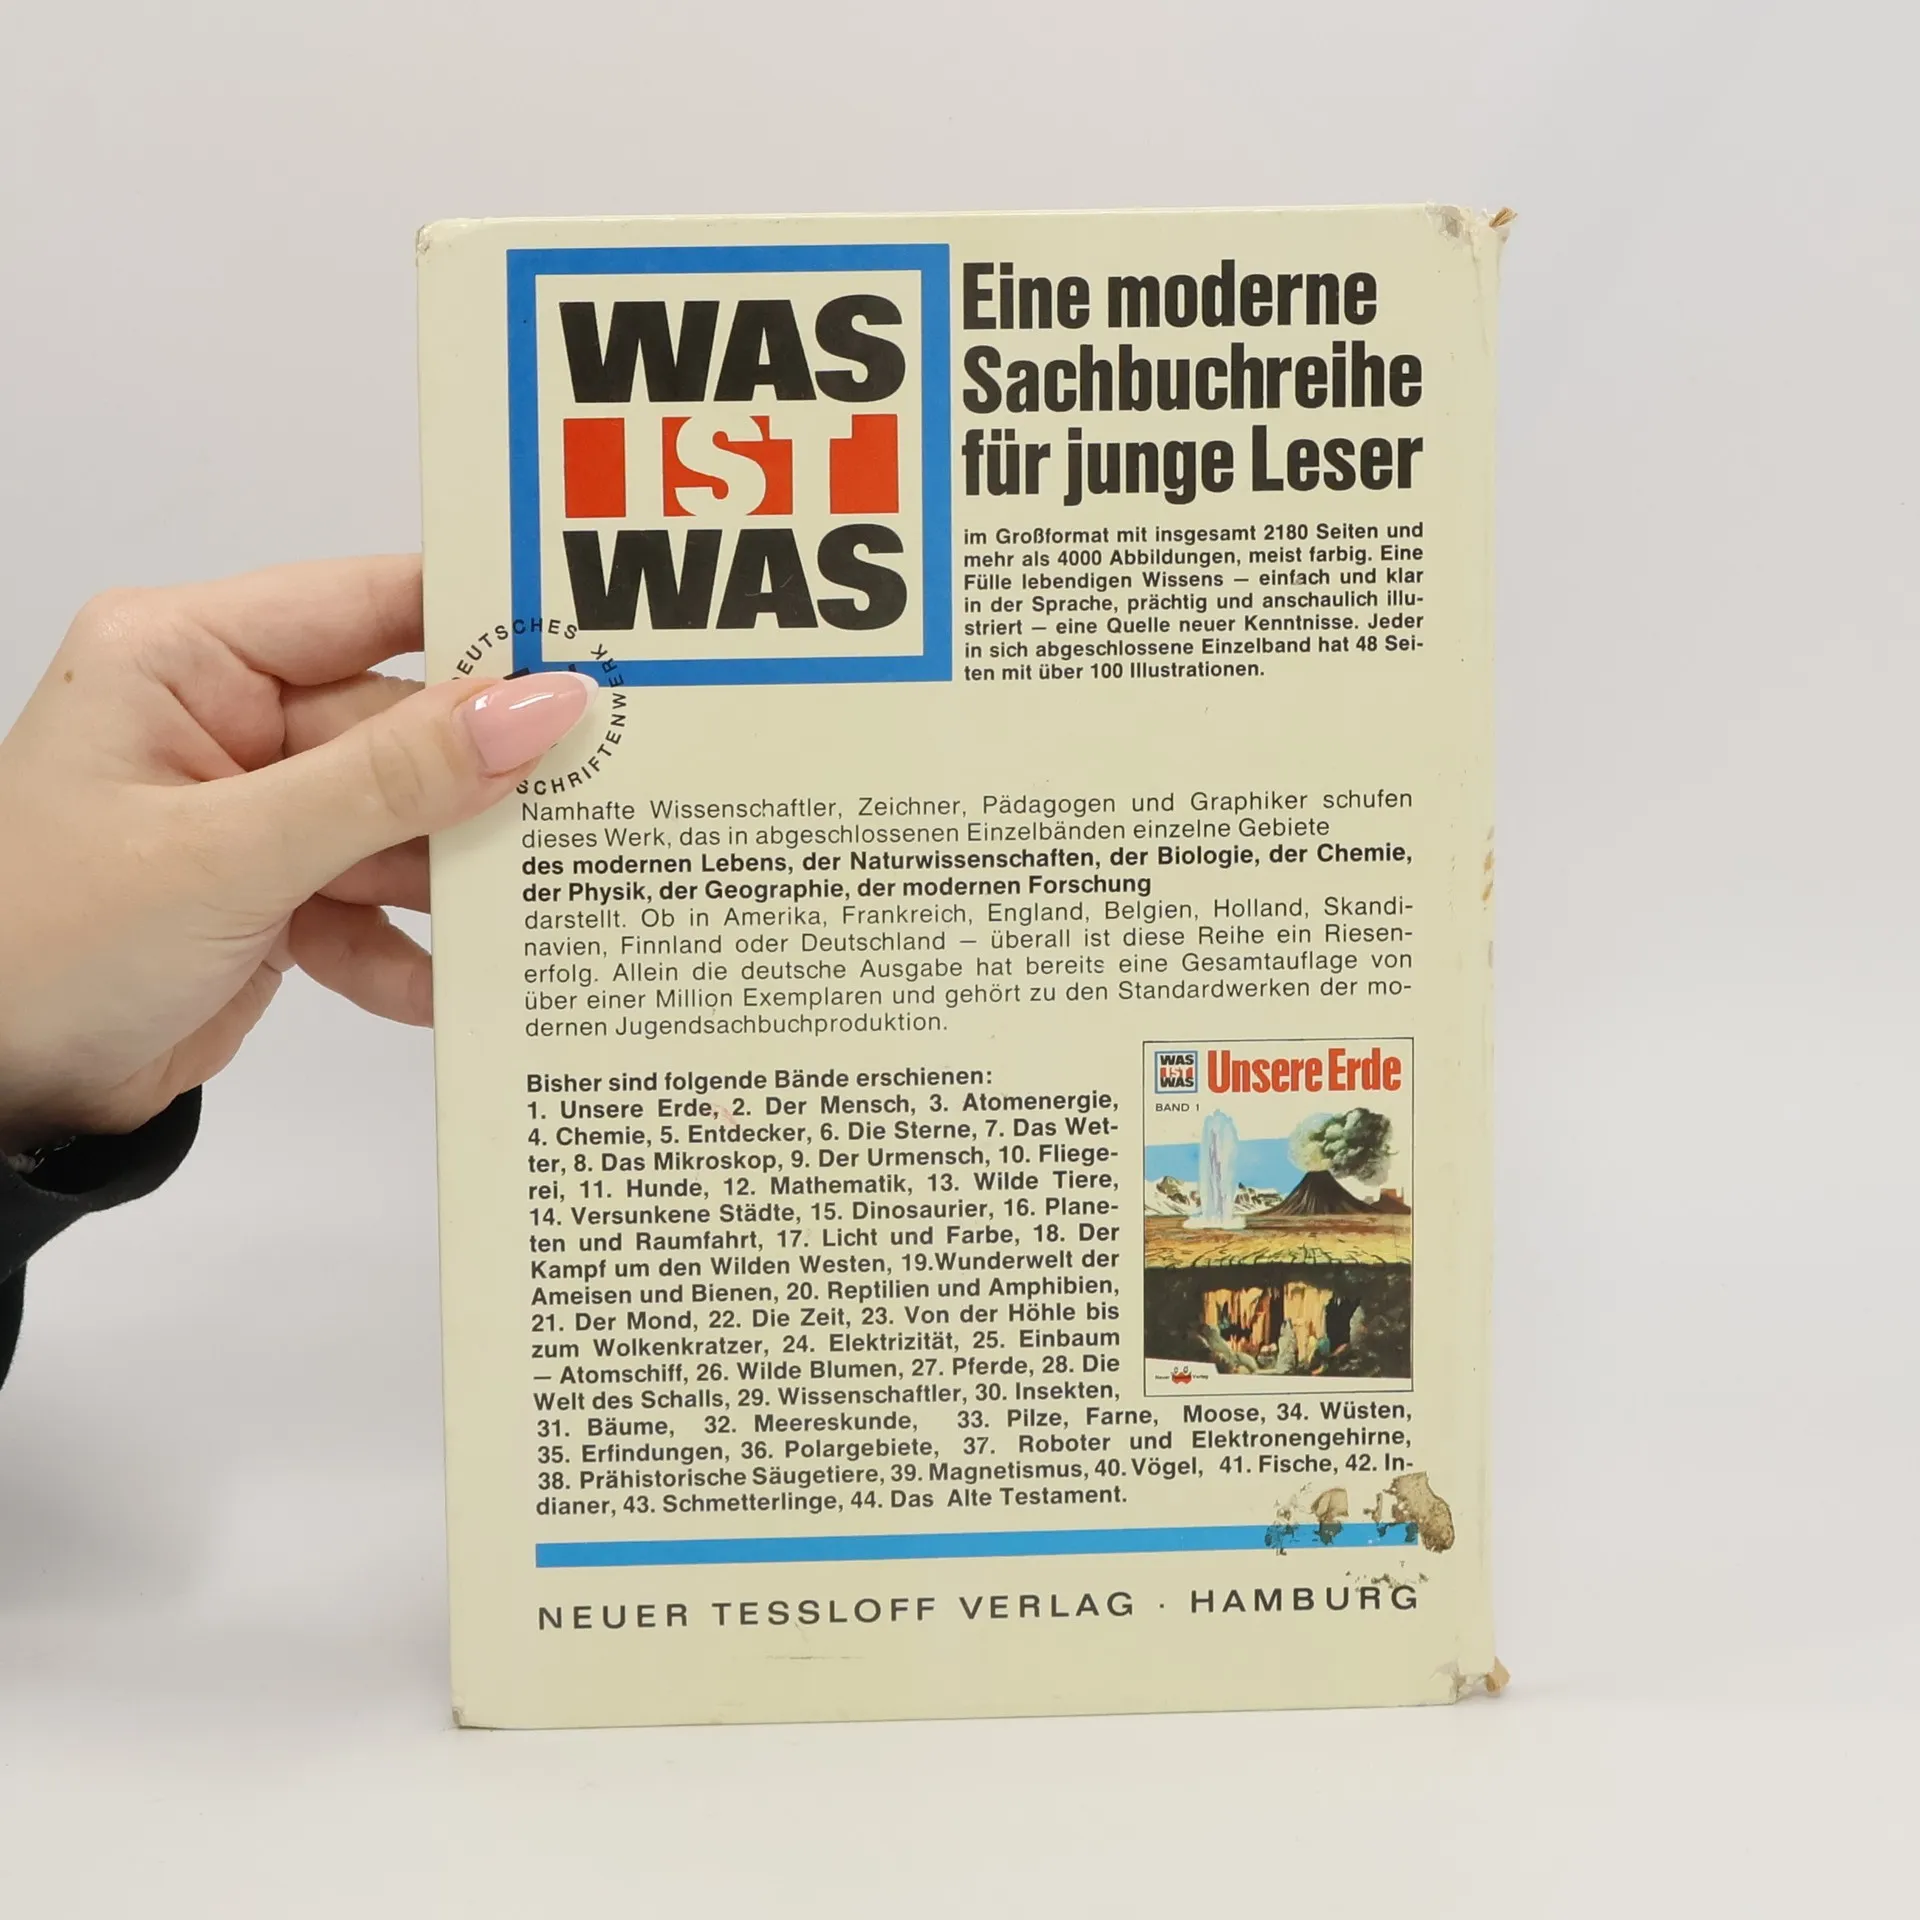 WAS
IST
WAS
Eine moderne
Sachbuchreihe
für junge Leser
im Großformat mit insgesamt 2180 Seiten und
mehr als 4000 Abbildungen, meist farbig. Eine
Fülle lebendigen Wissens — einfach und klar
in der Sprache, prächtig und anschaulich illu-
striert — eine Quelle neuer Kenntnisse. Jeder
in sich abgeschlossene Einzelband hat 48 Sei-
ten mit über 100 Illustrationen.
DEUTSCHES
SCHRIFTENWERK
Namhafte Wissenschaftler, Zeichner, Pädagogen und Graphiker schufen
dieses Werk, das in abgeschlossenen Einzelbänden einzelne Gebiete
des modernen Lebens, der Naturwissenschaften, der Biologie, der Chemie,
der Physik, der Geographie, der modernen Forschung
darstellt. Ob in Amerika, Frankreich, England, Belgien, Holland, Skandi-
navien, Finnland oder Deutschland — überall ist diese Reihe ein Riesen-
erfolg. Allein die deutsche Ausgabe hat bereits eine Gesamtauflage von
über einer Million Exemplaren und gehört zu den Standardwerken der mo-
dernen Jugendsachbuchproduktion.
Bisher sind folgende Bände erschienen:
1. Unsere Erde, 2. Der Mensch, 3. Atomenergie,
4. Chemie, 5. Entdecker, 6. Die Sterne, 7. Das Wet-
ter, 8. Das Mikroskop, 9. Der Urmensch, 10. Fliege-
rei, 11. Hunde, 12. Mathematik, 13. Wilde Tiere,
14. Versunkene Städte, 15. Dinosaurier, 16. Plane-
ten und Raumfahrt, 17. Licht und Farbe, 18. Der
Kampf um den Wilden Westen, 19.Wunderwelt der
Ameisen und Bienen, 20. Reptilien und Amphibien,
21. Der Mond, 22. Die Zeit, 23. Von der Höhle bis
zum Wolkenkratzer, 24. Elektrizität, 25. Einbaum
— Atomschiff, 26. Wilde Blumen, 27. Pferde, 28. Die
Welt des Schalls, 29. Wissenschaftler, 30. Insekten,
31. Bäume, 32. Meereskunde, 33. Pilze, Farne, Moose, 34. Wüsten,
35. Erfindungen, 36. Polargebiete, 37. Roboter und Elektronengehirne,
38. Prähistorische Säugetiere, 39. Magnetismus, 40. Vögel, 41. Fische, 42. In-
dianer, 43. Schmetterlinge, 44. Das Alte Testament.
WAS
IST
WAS
Unsere Erde
BAND 1
Neuer Verlag
NEUER TESSLOFF VERLAG · HAMBURG